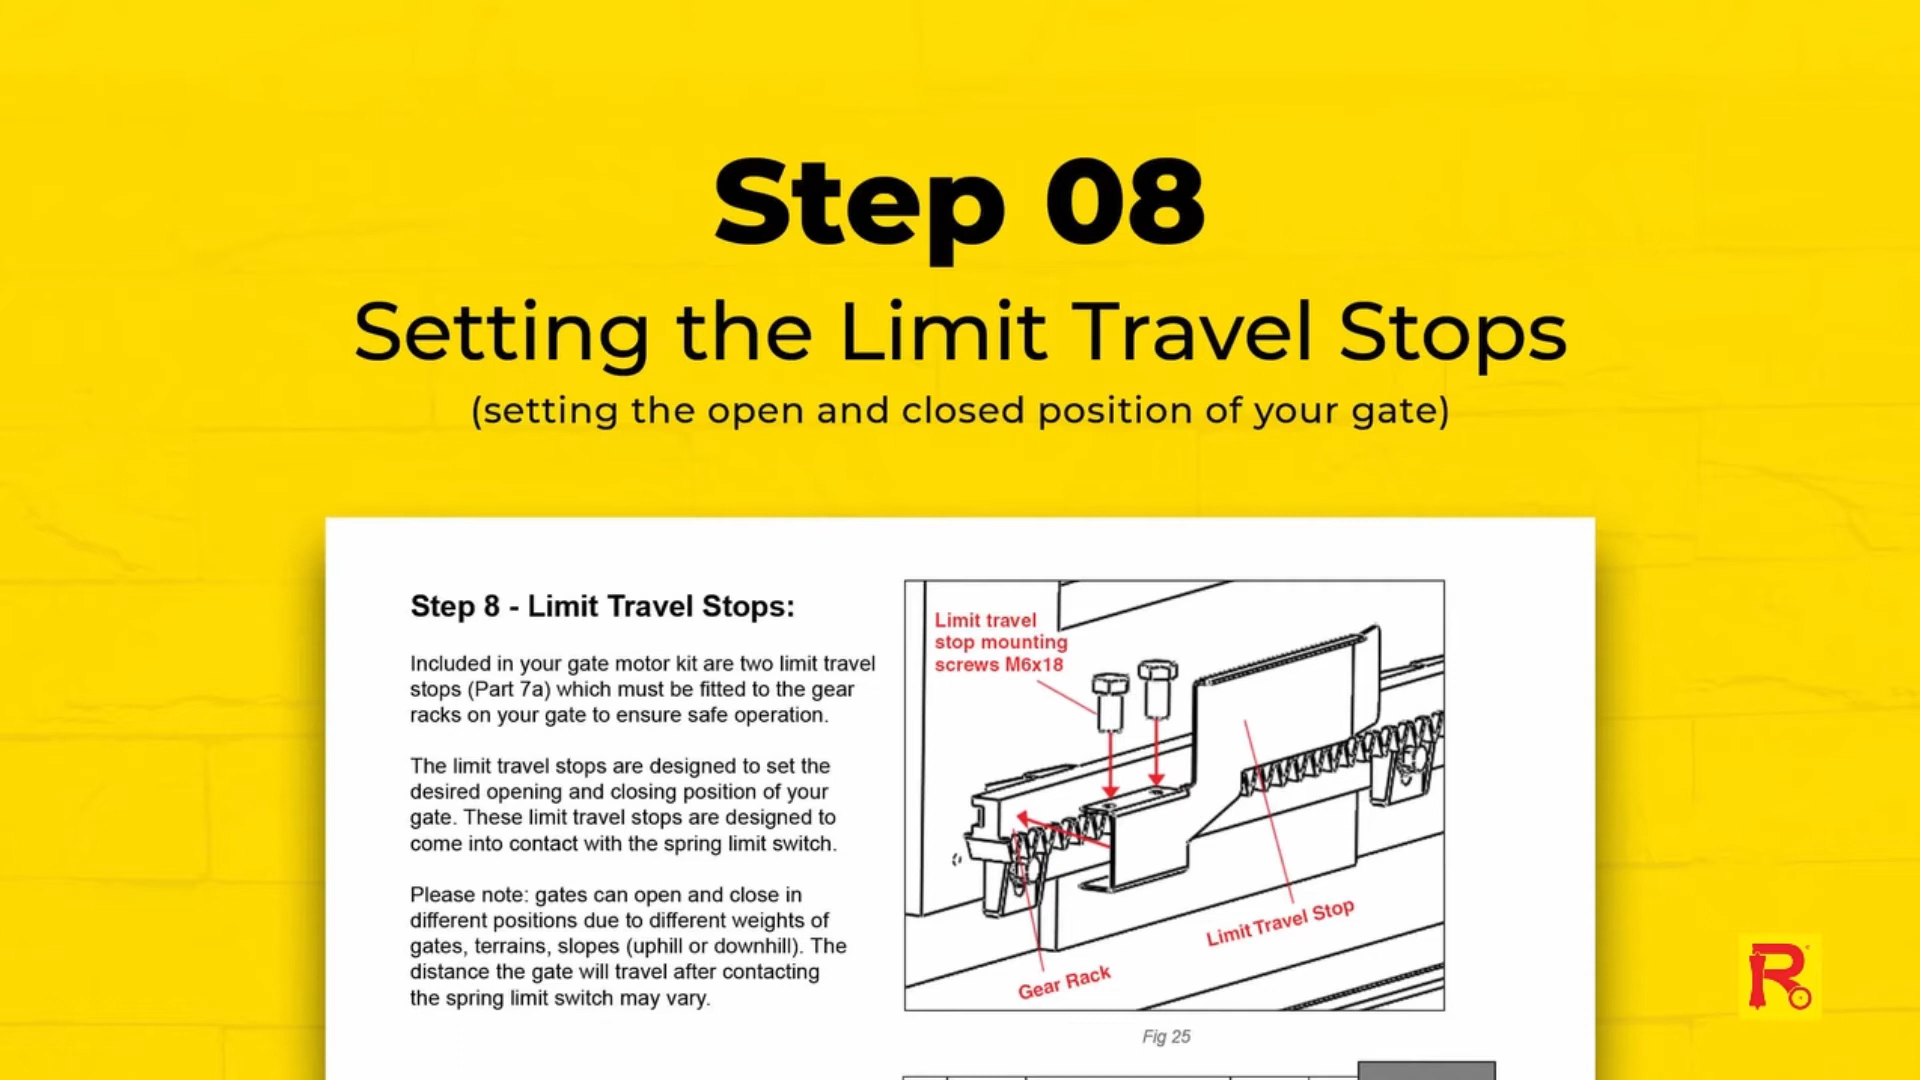 Step 08
Setting the Limit Travel Stops
(setting the open and closed position of your gate)
Step 8 - Limit Travel Stops:
Included in your gate motor kit are two limit travel
stops (Part 7a) which must be fitted to the gear
racks on your gate to ensure safe operation.
The limit travel stops are designed to set the
desired opening and closing position of your
gate. These limit travel stops are designed to
come into contact with the spring limit switch.
Please note: gates can open and close in
different positions due to different weights of
gates, terrains, slopes (uphill or downhill). The
distance the gate will travel after contacting
the spring limit switch may vary.
Limit travel
stop mounting
screws M6x18
Limit Travel Stop
Gear Rack
Fig 25
R